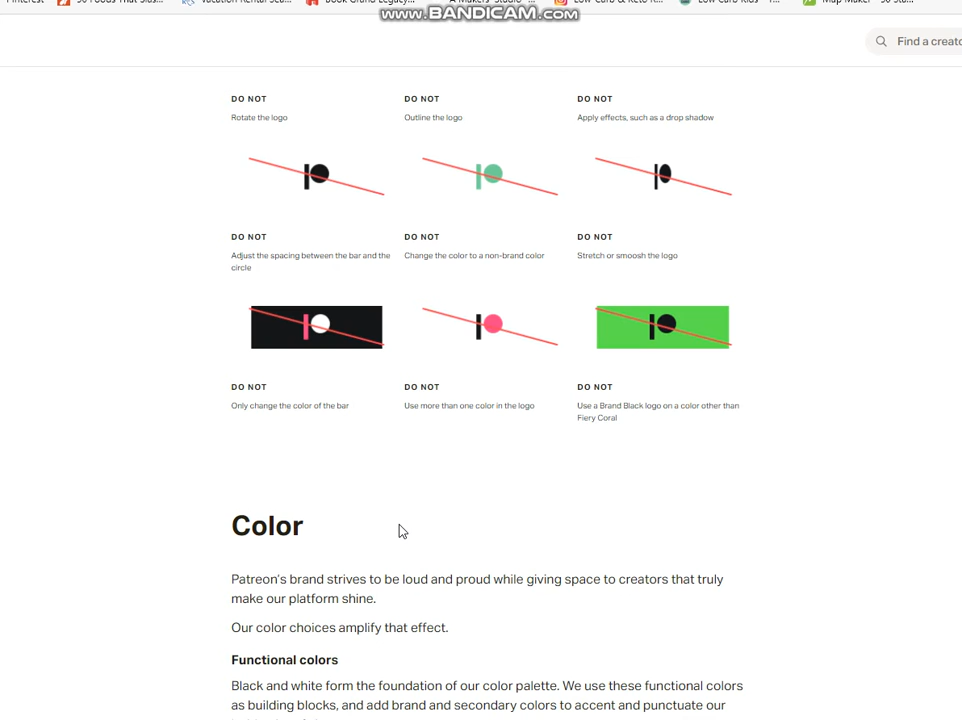 www.BANDICAM.com
Find a creato
DO NOT
Rotate the logo
DO NOT
Outline the logo
DO NOT
Apply effects, such as a drop shadow
DO NOT
Adjust the spacing between the bar and the
circle
DO NOT
Change the color to a non-brand color
DO NOT
Stretch or smoosh the logo
DO NOT
Only change the color of the bar
DO NOT
Use more than one color in the logo
DO NOT
Use a Brand Black logo on a color other than
Fiery Coral
Color
Patreon's brand strives to be loud and proud while giving space to creators that truly
make our platform shine.
Our color choices amplify that effect.
Functional colors
Black and white form the foundation of our color palette. We use these functional colors
as building blocks, and add brand and secondary colors to accent and punctuate our